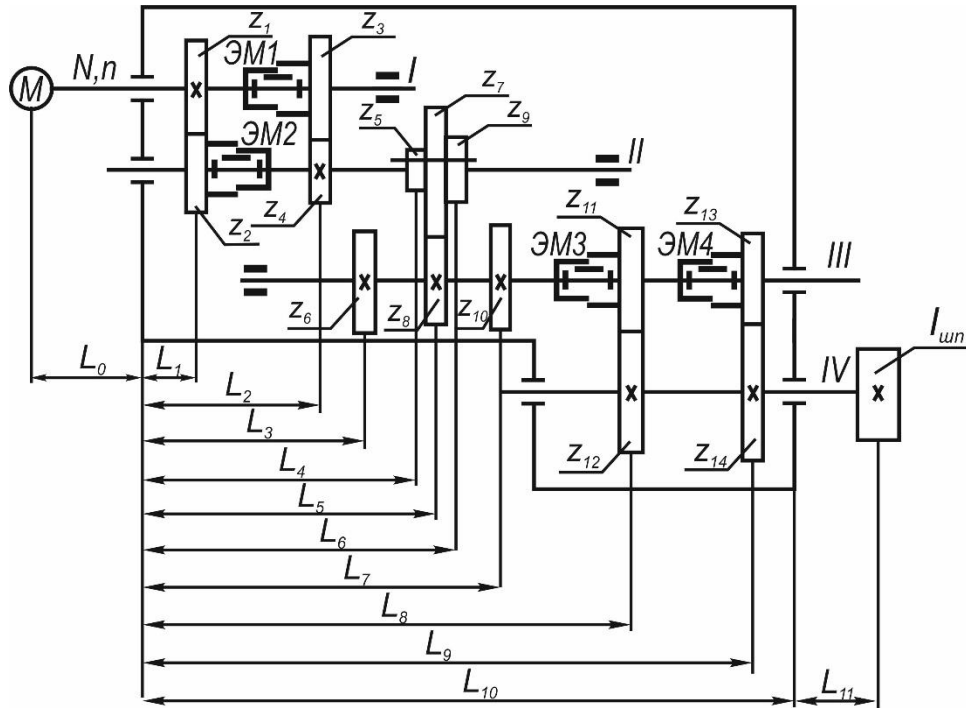 z₁
z₃
N,n
ЭМ1
I
М
z₇
z₅
z₉
ЭМ2
II
z₂
z₄
z₁₁
z₁₃
ЭМ3
ЭМ4
III
z₆
z₈
z₁₀
Iшп
L₀
L₁
IV
L₂
L₃
z₁₂
z₁₄
L₄
L₅
L₆
L₇
L₈
L₉
L₁₀
L₁₁